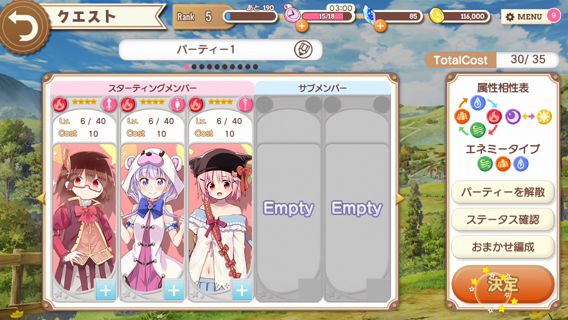 クエスト
Rank 5
あと 190
03:00
15/18
86
116,000
MENU
パーティー1
TotalCost 30/ 35
スターティングメンバー
サブメンバー
Lv. 6 / 40
Cost 10
Lv. 6 / 40
Cost 10
Lv. 6 / 40
Cost 10
Empty
Empty
属性相性表
エネミータイプ
パーティーを解散
ステータス確認
おまかせ編成
決定